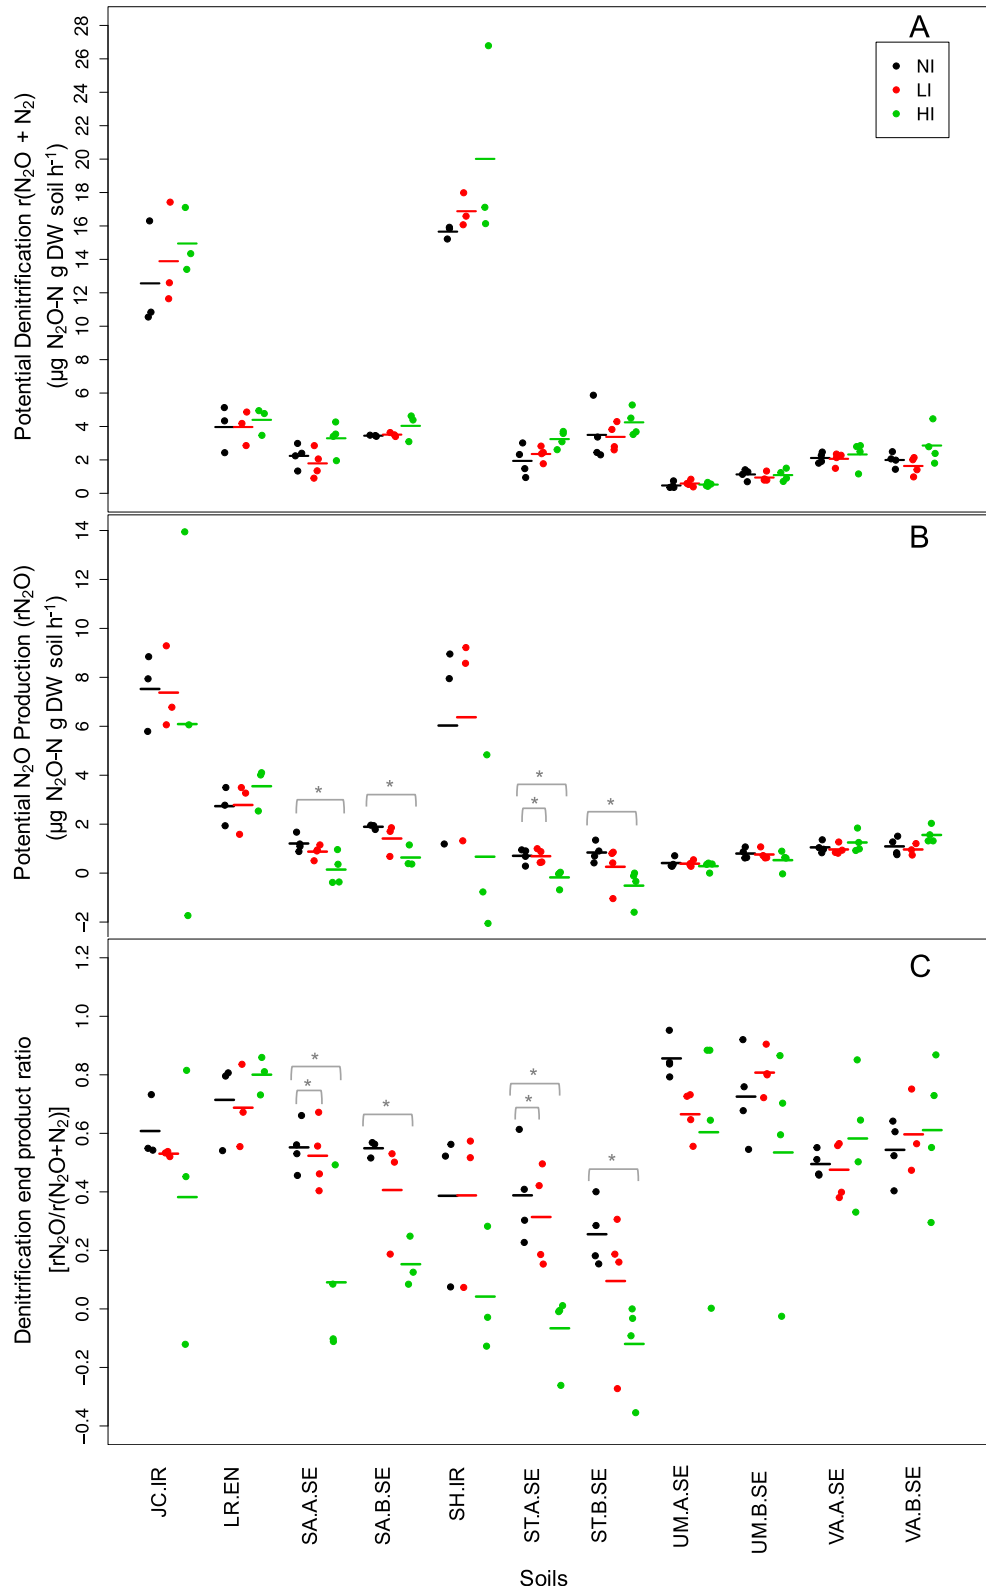 A
NI
LI
HI
Potential Denitrification r(N₂O + N₂)
(µg N₂O−N g DW soil h⁻¹)
28
26
24
22
20
18
16
14
12
10
8
6
4
2
0
B
Potential N₂O Production (rN₂O)
(µg N₂O−N g DW soil h⁻¹)
14
12
10
8
6
4
2
0
−2
*
*
*
*
*
C
Denitrification end product ratio
[rN₂O/r(N₂O+N₂)]
1.2
1.0
0.8
0.6
0.4
0.2
0.0
−0.2
−0.4
*
*
*
*
*
*
JC.IR
LR.EN
SA.A.SE
SA.B.SE
SH.IR
ST.A.SE
ST.B.SE
UM.A.SE
UM.B.SE
VA.A.SE
VA.B.SE
Soils